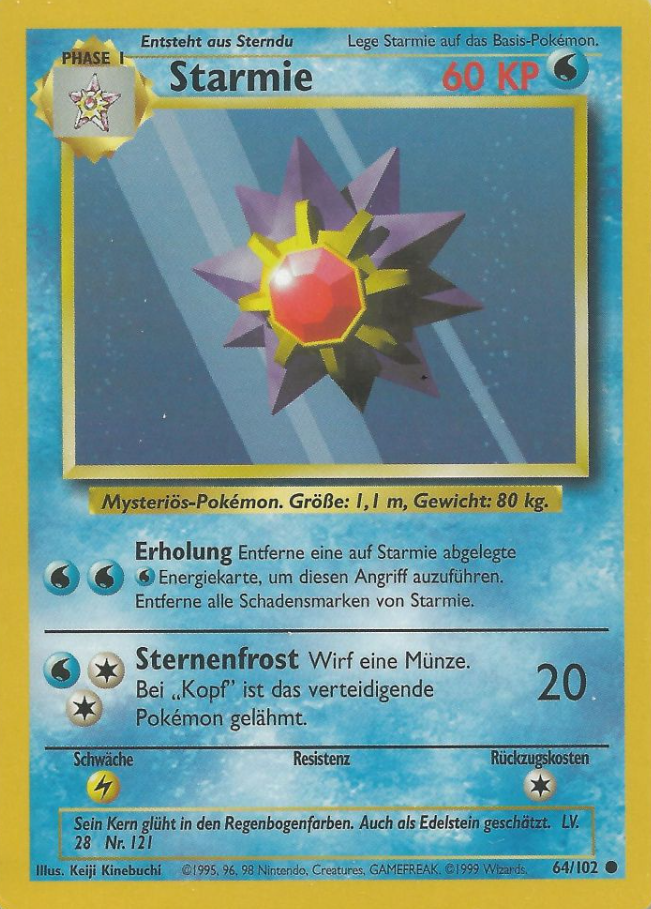 Entsteht aus Sterndu Lege Starmie auf das Basis-Pokémon.
PHASE 1
Starmie 60 KP
Mysteriös-Pokémon. Größe: 1,1 m, Gewicht: 80 kg.
Erholung Entferne eine auf Starmie abgelegte
Energiekarte, um diesen Angriff auzuführen.
Entferne alle Schadensmarken von Starmie.
Sternenfrost Wirf eine Münze.
Bei „Kopf” ist das verteidigende
Pokémon gelähmt.
20
Schwäche Resistenz Rückzugskosten
Sein Kern glüht in den Regenbogenfarben. Auch als Edelstein geschätzt. LV.
28 Nr. 121
Illus. Keiji Kinebuchi ©1995, 96, 98 Nintendo, Creatures, GAMEFREAK. ©1999 Wizards. 64/102